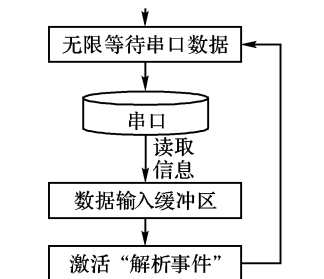 无限等待串口数据
串口
读取
信息
数据输入缓冲区
激活“解析事件”